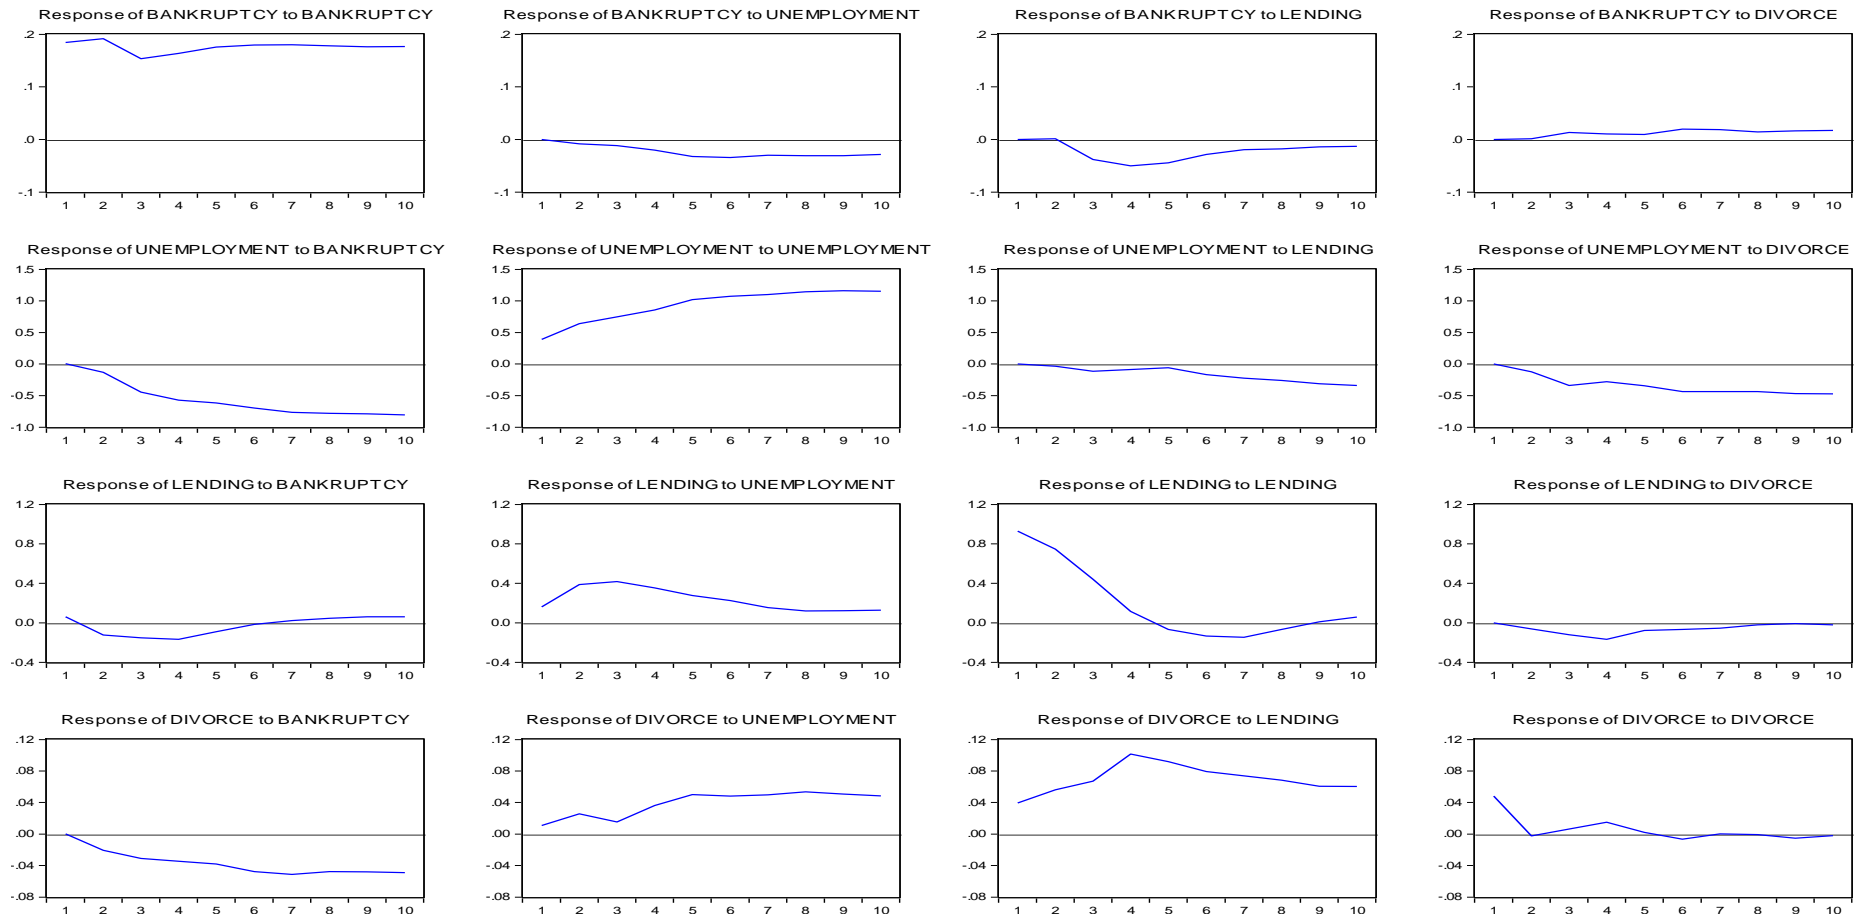 Response of BANKRUPTCY to BANKRUPTCY
Response of BANKRUPTCY to UNEMPLOYMENT
Response of BANKRUPTCY to LENDING
Response of BANKRUPTCY to DIVORCE
.2 .2 .2 .2
.1 .1 .1 .1
.0 .0 .0 .0
-.1 -.1 -.1 -.1
1 2 3 4 5 6 7 8 9 10
1 2 3 4 5 6 7 8 9 10
1 2 3 4 5 6 7 8 9 10
1 2 3 4 5 6 7 8 9 10
Response of UNEMPLOYMENT to BANKRUPTCY
Response of UNEMPLOYMENT to UNEMPLOYMENT
Response of UNEMPLOYMENT to LENDING
Response of UNEMPLOYMENT to DIVORCE
1.5 1.5 1.5 1.5
1.0 1.0 1.0 1.0
0.5 0.5 0.5 0.5
0.0 0.0 0.0 0.0
-0.5 -0.5 -0.5 -0.5
-1.0 -1.0 -1.0 -1.0
1 2 3 4 5 6 7 8 9 10
1 2 3 4 5 6 7 8 9 10
1 2 3 4 5 6 7 8 9 10
1 2 3 4 5 6 7 8 9 10
Response of LENDING to BANKRUPTCY
Response of LENDING to UNEMPLOYMENT
Response of LENDING to LENDING
Response of LENDING to DIVORCE
1.2 1.2 1.2 1.2
0.8 0.8 0.8 0.8
0.4 0.4 0.4 0.4
0.0 0.0 0.0 0.0
-0.4 -0.4 -0.4 -0.4
1 2 3 4 5 6 7 8 9 10
1 2 3 4 5 6 7 8 9 10
1 2 3 4 5 6 7 8 9 10
1 2 3 4 5 6 7 8 9 10
Response of DIVORCE to BANKRUPTCY
Response of DIVORCE to UNEMPLOYMENT
Response of DIVORCE to LENDING
Response of DIVORCE to DIVORCE
.12 .12 .12 .12
.08 .08 .08 .08
.04 .04 .04 .04
.00 .00 .00 .00
-.04 -.04 -.04 -.04
-.08 -.08 -.08 -.08
1 2 3 4 5 6 7 8 9 10
1 2 3 4 5 6 7 8 9 10
1 2 3 4 5 6 7 8 9 10
1 2 3 4 5 6 7 8 9 10